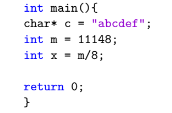 int main(){
char* c = "abcdef";
int m = 11148;
int x = m/8;
return 0;
}